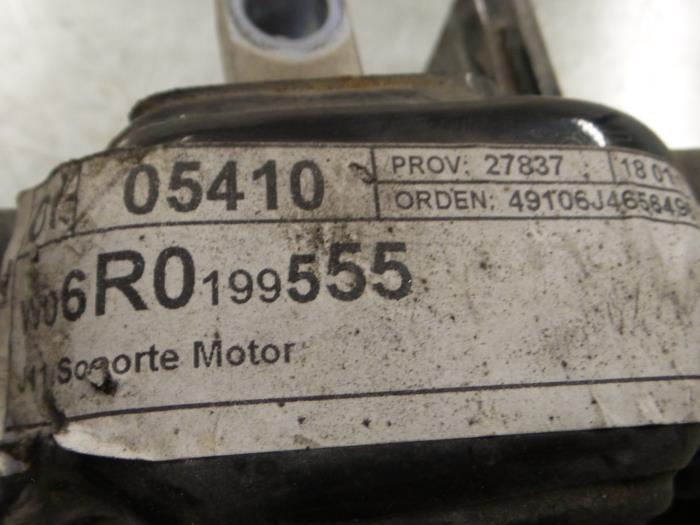 05410
PROV: 27837 18 01
ORDEN: 49106J465849
6R0199555
Soporte Motor